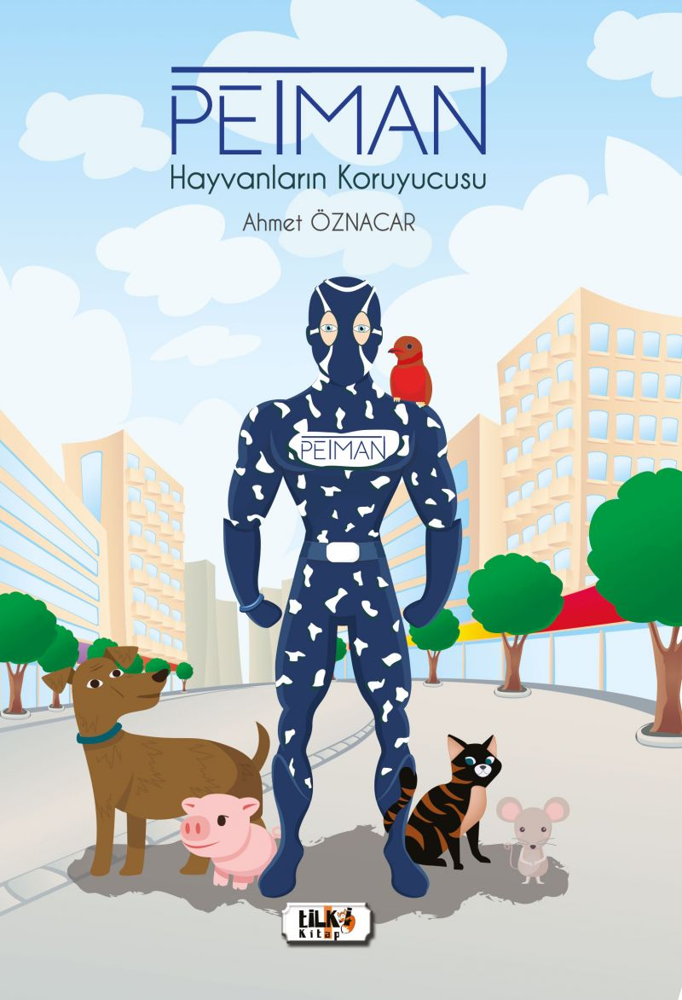 PETMAN
Hayvanların Koruyucusu
Ahmet ÖZNACAR
PETMAN
tiLKi
Kitap